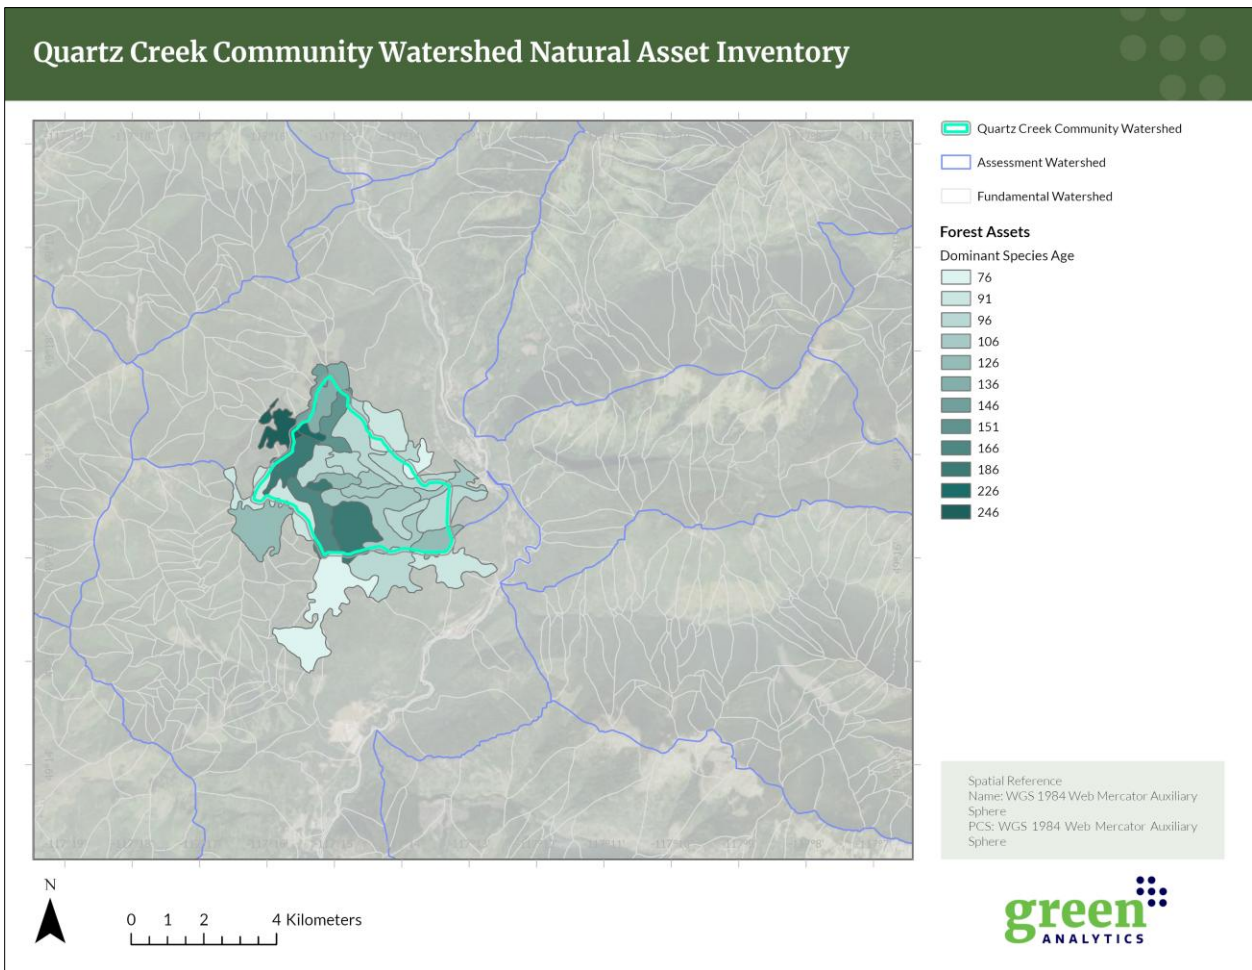 Quartz Creek Community Watershed Natural Asset Inventory
Quartz Creek Community Watershed
Assessment Watershed
Fundamental Watershed
Forest Assets
Dominant Species Age
76
91
96
106
126
136
146
151
166
186
226
246
Spatial Reference
Name: WGS 1984 Web Mercator Auxiliary
Sphere
PCS: WGS 1984 Web Mercator Auxiliary
Sphere
N
0 1 2 4 Kilometers
green
ANALYTICS